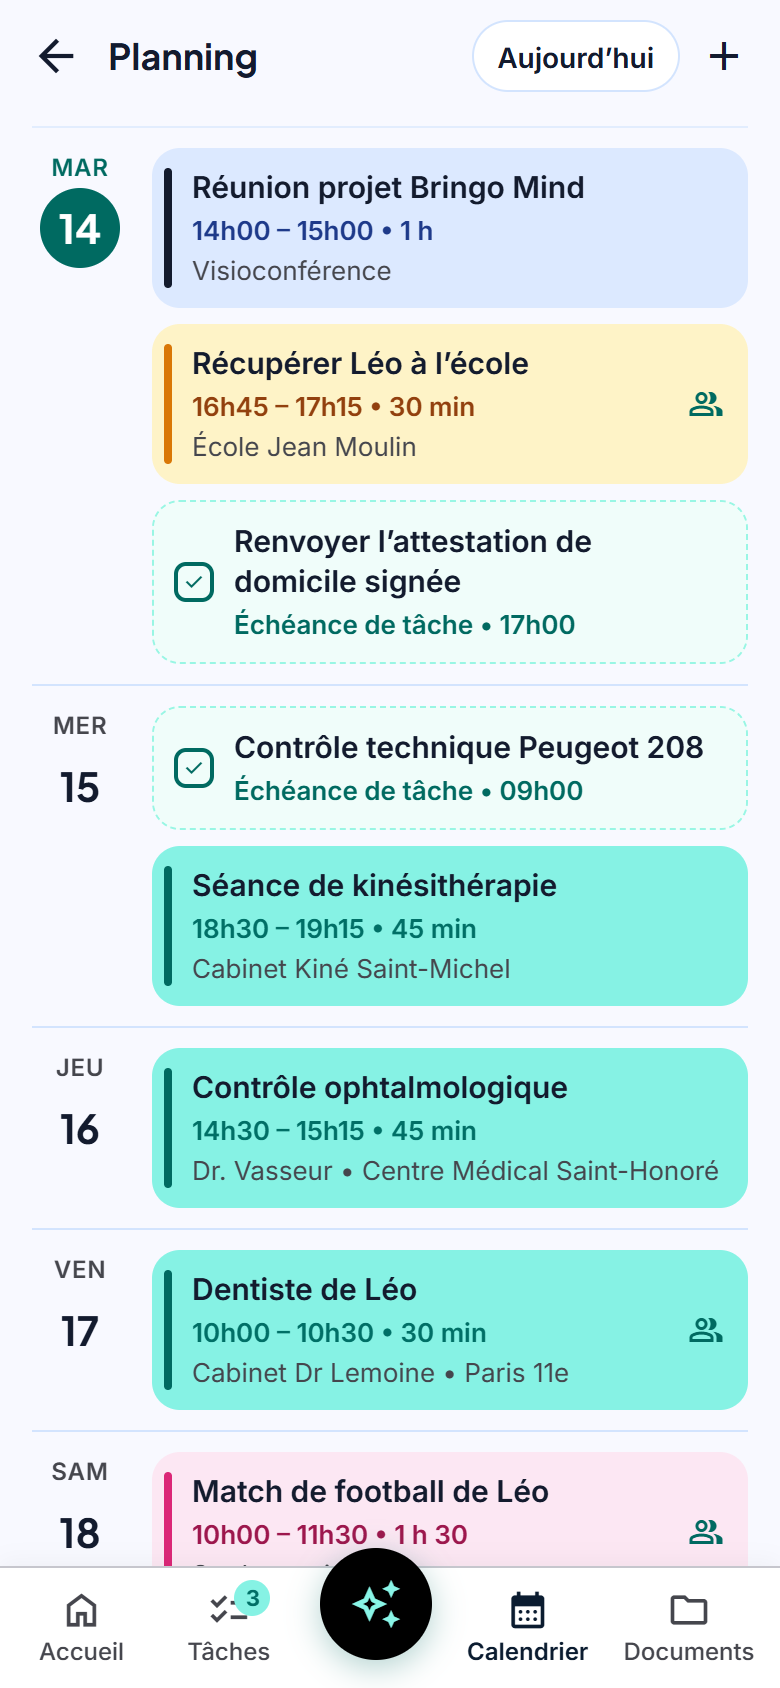 Planning
Aujourd’hui
MAR
14
Réunion projet Bringo Mind
14h00 – 15h00 • 1 h
Visioconférence
Récupérer Léo à l’école
16h45 – 17h15 • 30 min
École Jean Moulin
Renvoyer l’attestation de
domicile signée
Échéance de tâche • 17h00
MER
15
Contrôle technique Peugeot 208
Échéance de tâche • 09h00
Séance de kinésithérapie
18h30 – 19h15 • 45 min
Cabinet Kiné Saint-Michel
JEU
16
Contrôle ophtalmologique
14h30 – 15h15 • 45 min
Dr. Vasseur • Centre Médical Saint-Honoré
VEN
17
Dentiste de Léo
10h00 – 10h30 • 30 min
Cabinet Dr Lemoine • Paris 11e
SAM
18
Match de football de Léo
10h00 – 11h30 • 1 h 30
Accueil
3
Tâches
Calendrier
Documents